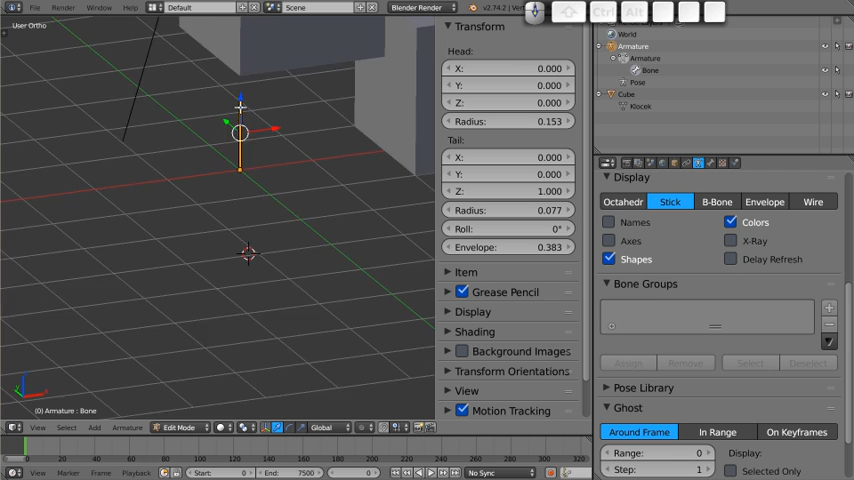 File Render Window Help Default Scene Blender Render v2.74.2 | Ver
Ctrl Alt
User Ortho
Transform
Head:
X: 0.000
Y: 0.000
Z: 0.000
Radius: 0.153
Tail:
X: 0.000
Y: 0.000
Z: 1.000
Radius: 0.077
Roll: 0°
Envelope: 0.383
Item
Grease Pencil
Display
Shading
Background Images
Transform Orientations
View
Motion Tracking
World
Armature
Armature
Bone
Pose
Cube
Klocek
Display
Octahedr Stick B-Bone Envelope Wire
Names Colors
Axes X-Ray
Shapes Delay Refresh
Bone Groups
Assign Remove Select Deselect
Pose Library
Ghost
Around Frame In Range On Keyframes
Range: 0 Display:
Step: 1 Selected Only
(0) Armature : Bone
View Select Add Armature Edit Mode Global
0 20 40 60 80 100 120 140 160 180 200 220 240 260 280 300 320
View Marker Frame Playback Start: 0 End: 7500 0 No Sync